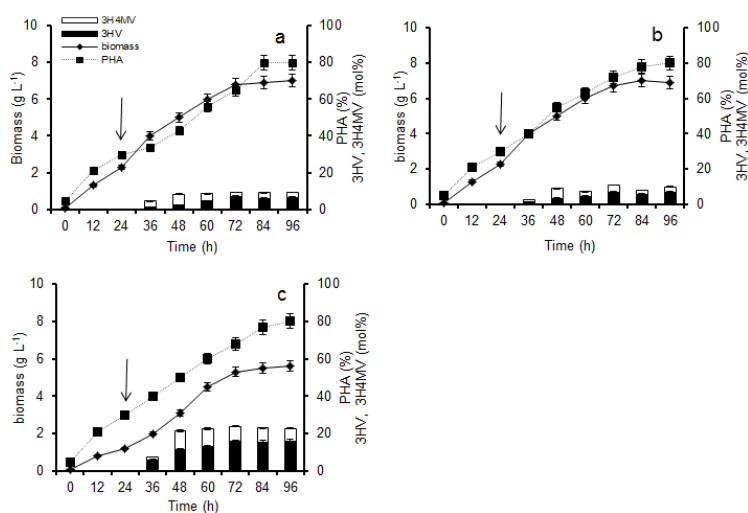 3H4MV
3HV
biomass
PHA
a
10
8
6
4
2
0
100
80
60
40
20
0
Biomass (g L-1)
PHA (%)
3HV, 3H4MV (mol%)
0 12 24 36 48 60 72 84 96
Time (h)
b
10
8
6
4
2
0
100
80
60
40
20
0
Biomass (g L-1)
PHA (%)
3HV, 3H4MV (mol%)
0 12 24 36 48 60 72 84 96
Time (h)
c
10
8
6
4
2
0
100
80
60
40
20
0
biomass (g L-1)
PHA (%)
3HV, 3H4MV (mol%)
0 12 24 36 48 60 72 84 96
Time (h)